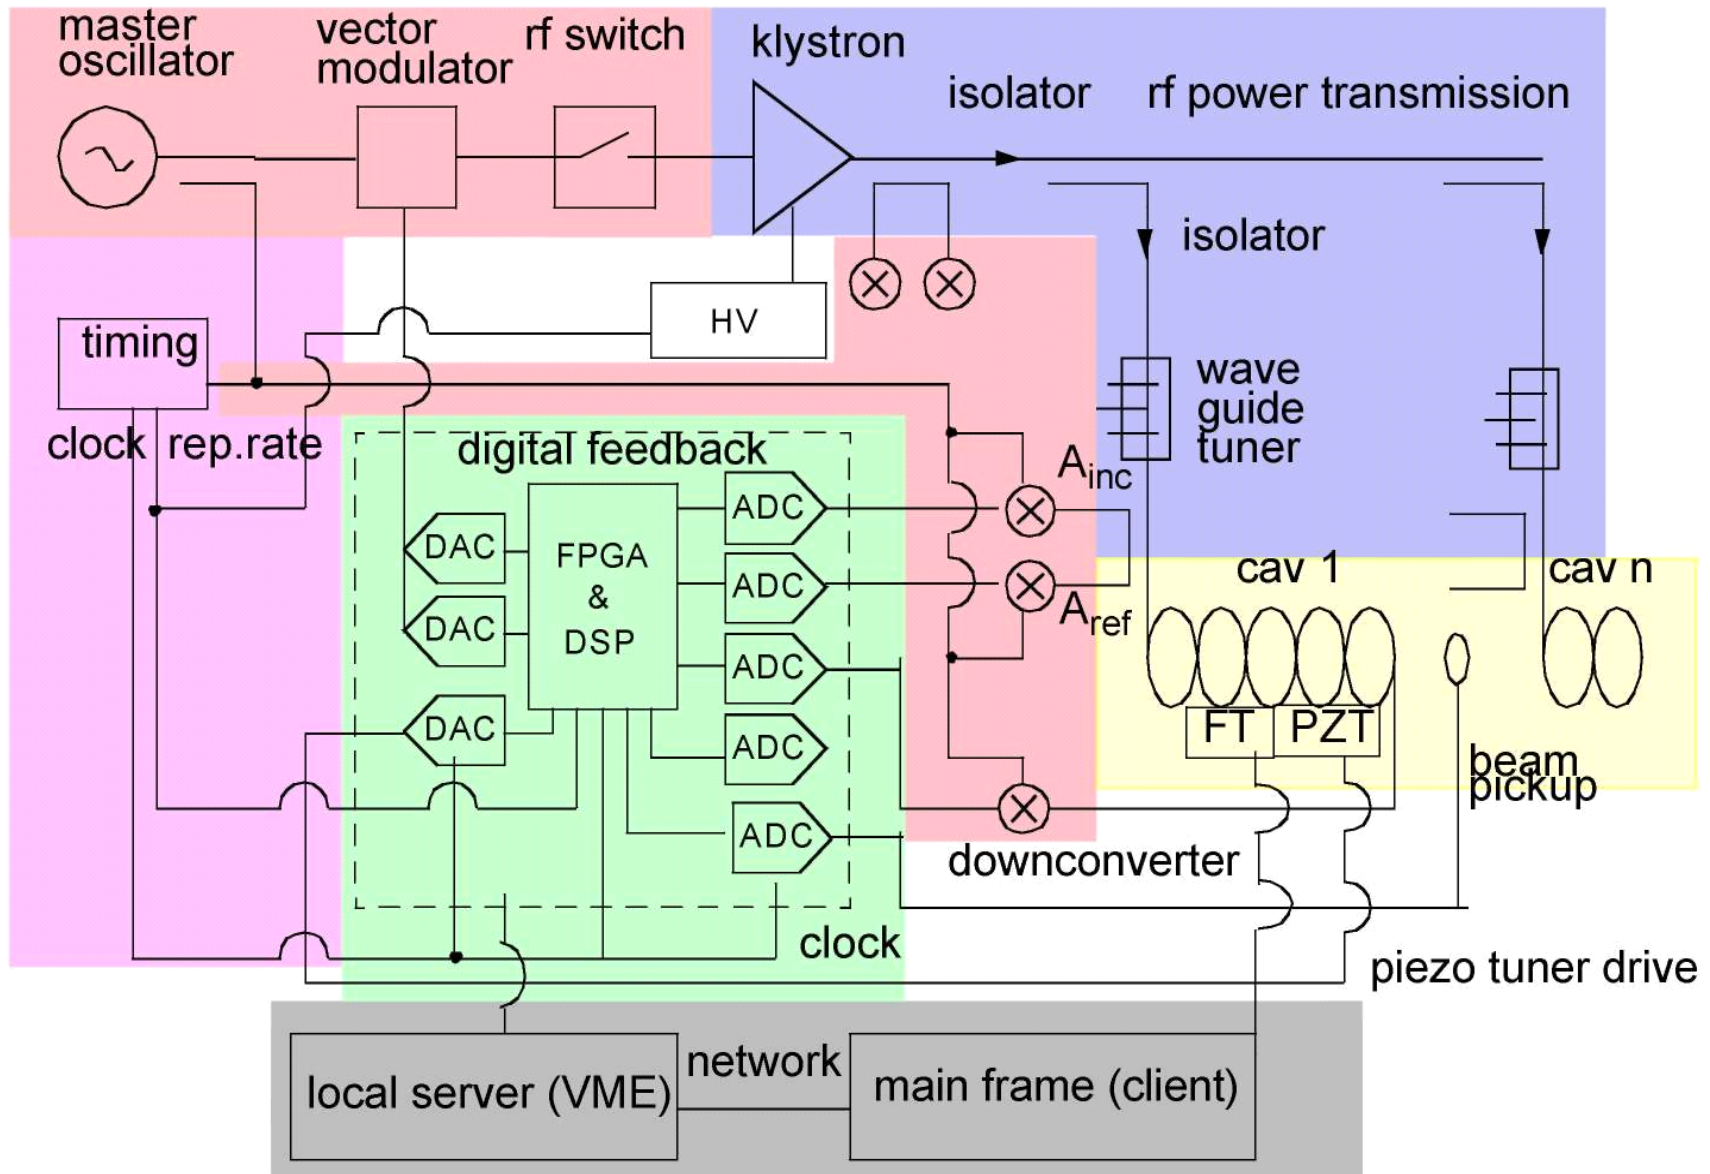 master
oscillator
vector
modulator
rf switch
klystron
isolator
rf power transmission
isolator
HV
timing
wave
guide
tuner
clock
rep.rate
digital feedback
A inc
ADC
DAC
FPGA
&
DSP
ADC
A ref
cav 1
cav n
DAC
ADC
DAC
ADC
FT
PZT
beam
pickup
ADC
downconverter
clock
piezo tuner drive
local server (VME)
network
main frame (client)